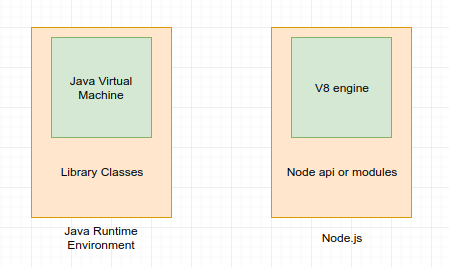 Java Virtual
Machine
Library Classes
Java Runtime
Environment
V8 engine
Node api or modules
Node.js